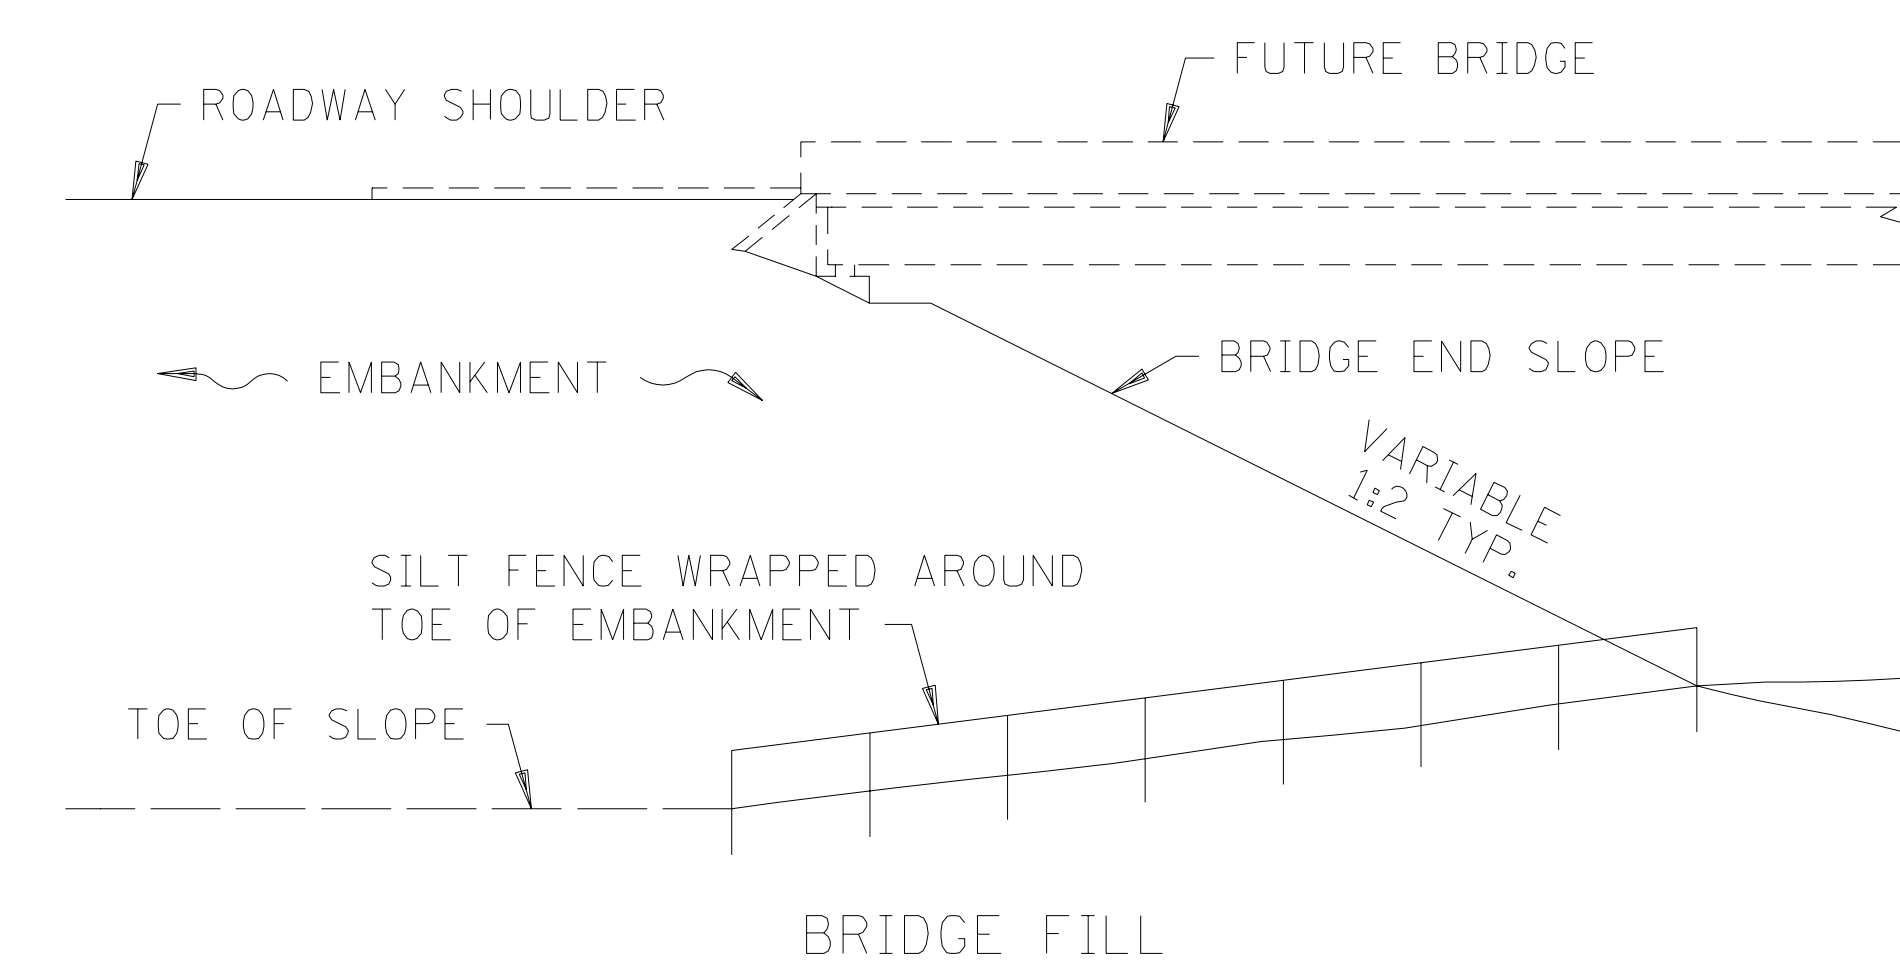 FUTURE BRIDGE
ROADWAY SHOULDER
BRIDGE END SLOPE
EMBANKMENT
VARIABLE
1:2 TYP.
SILT FENCE WRAPPED AROUND
TOE OF EMBANKMENT
TOE OF SLOPE
BRIDGE FILL